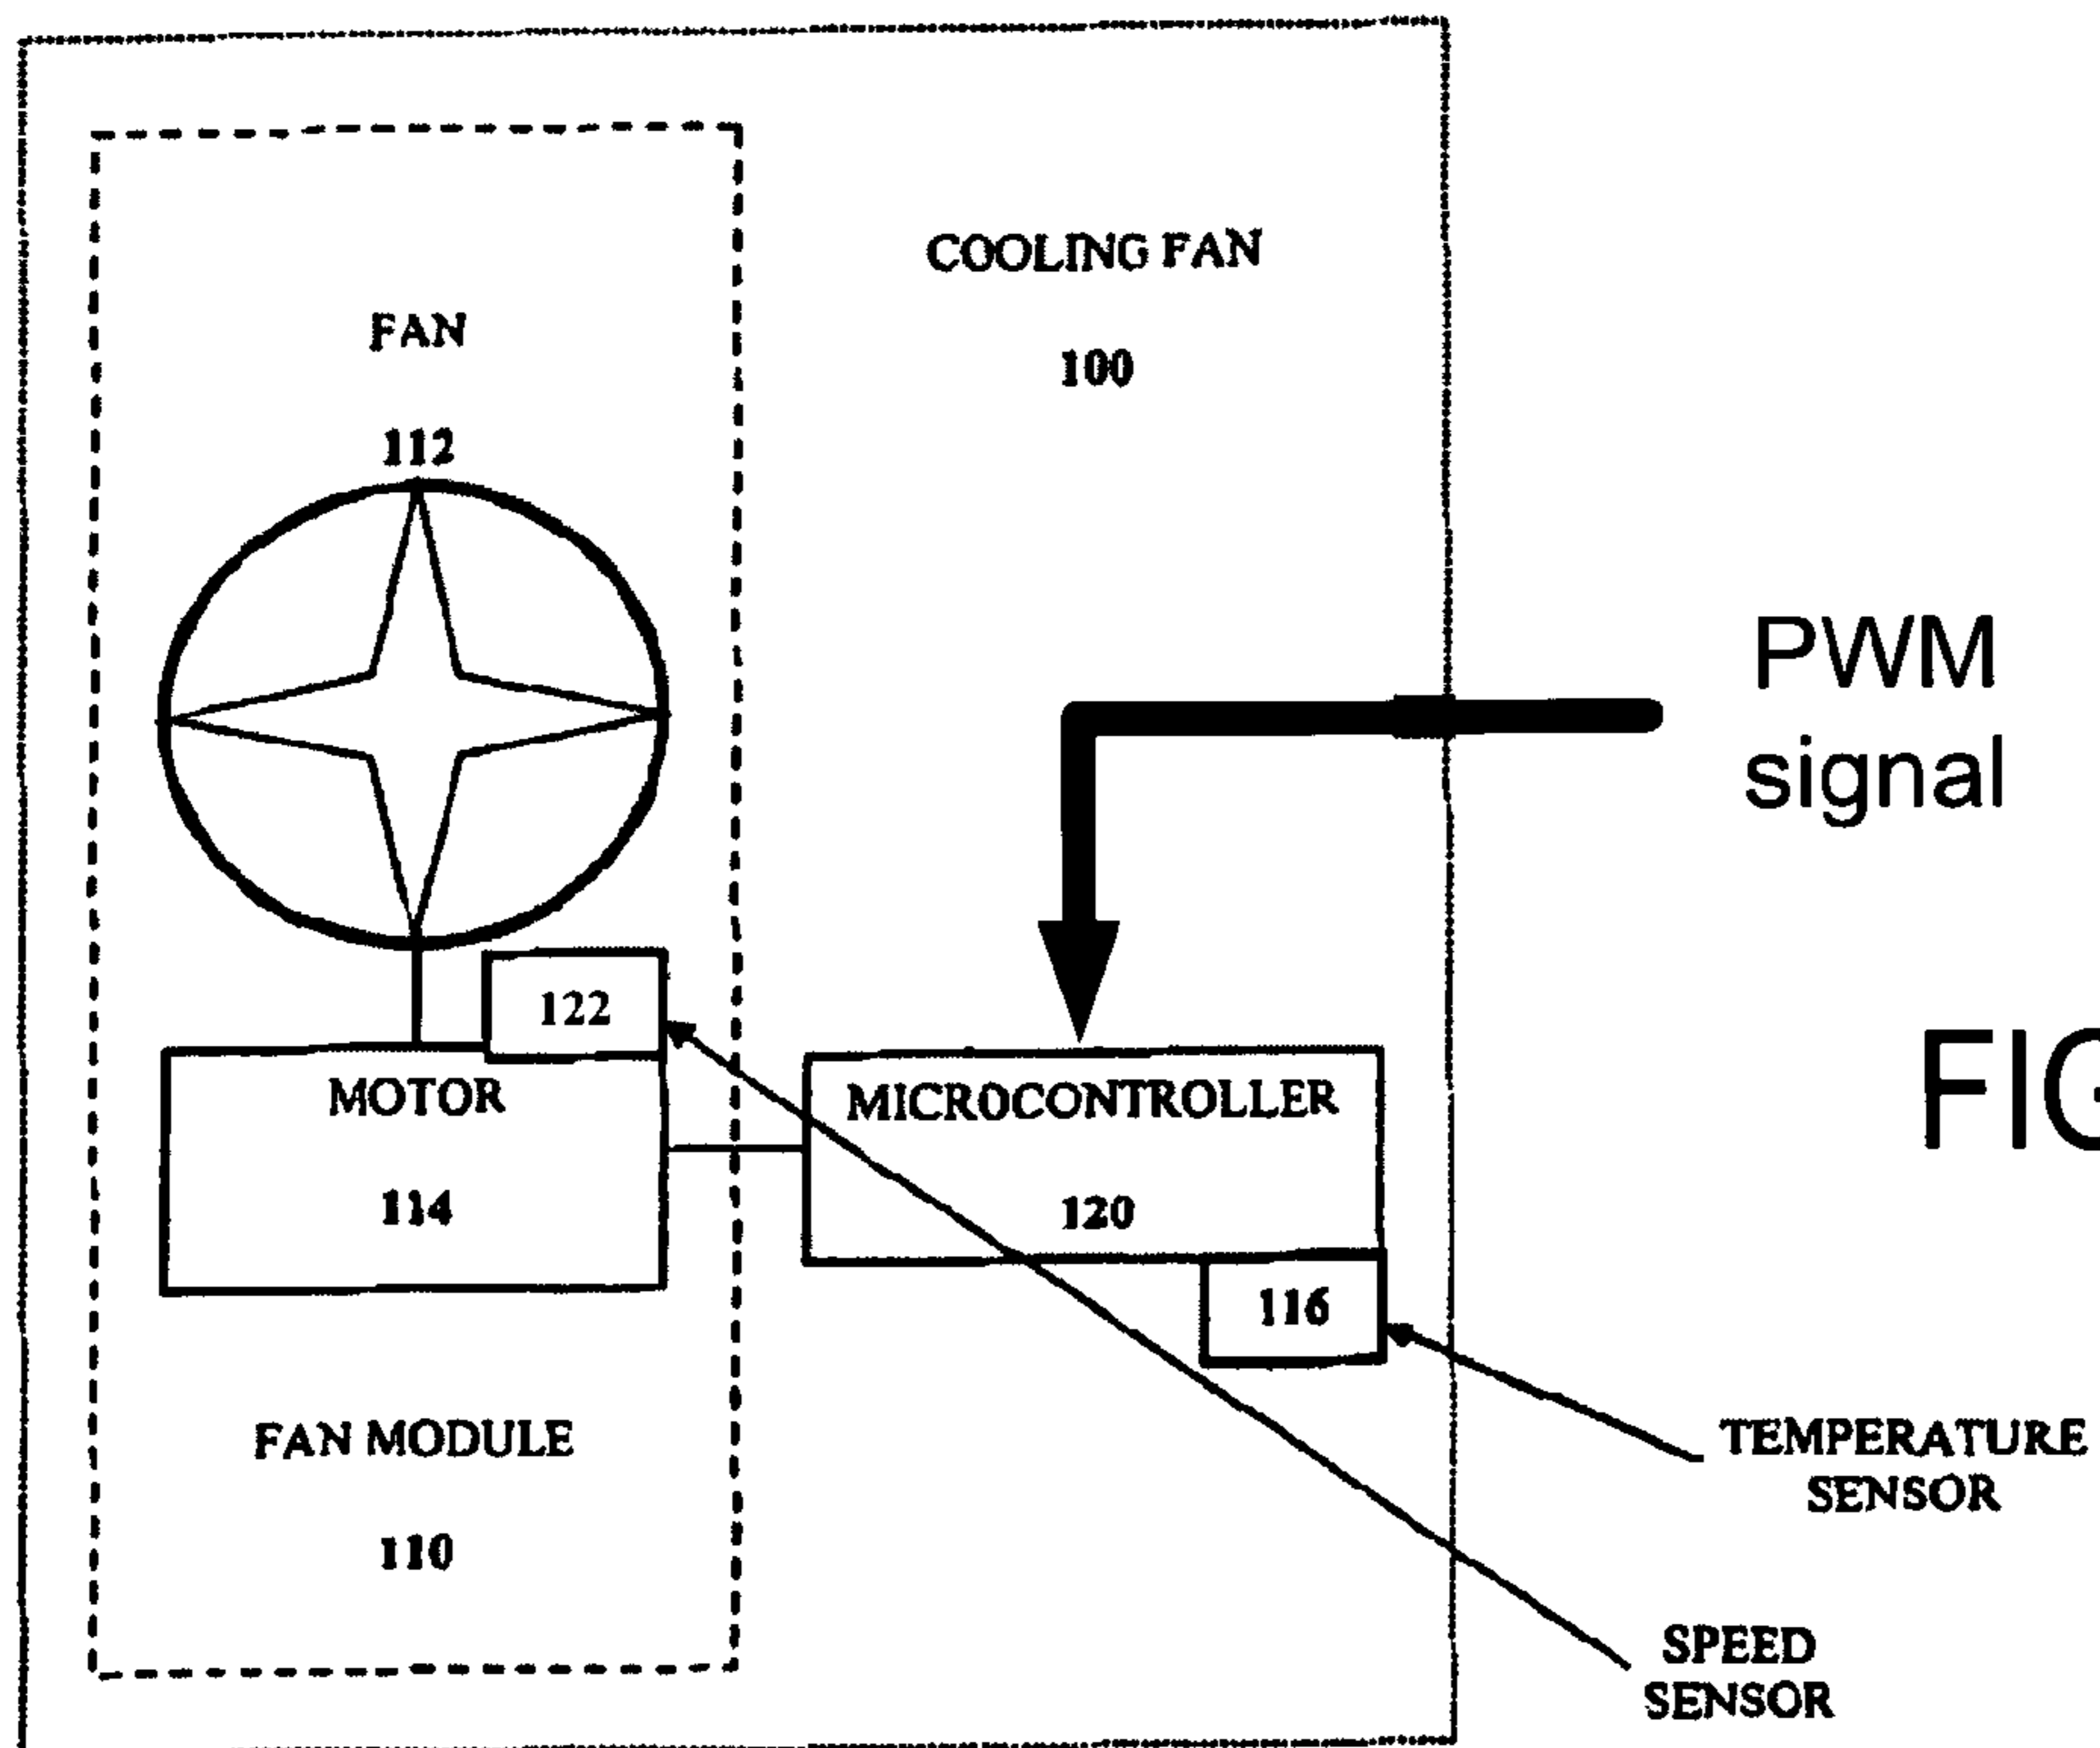 COOLING FAN
100
FAN
112
PWM
signal
122
MOTOR
114
MICROCONTROLLER
120
116
FAN MODULE
110
TEMPERATURE
SENSOR
SPEED
SENSOR